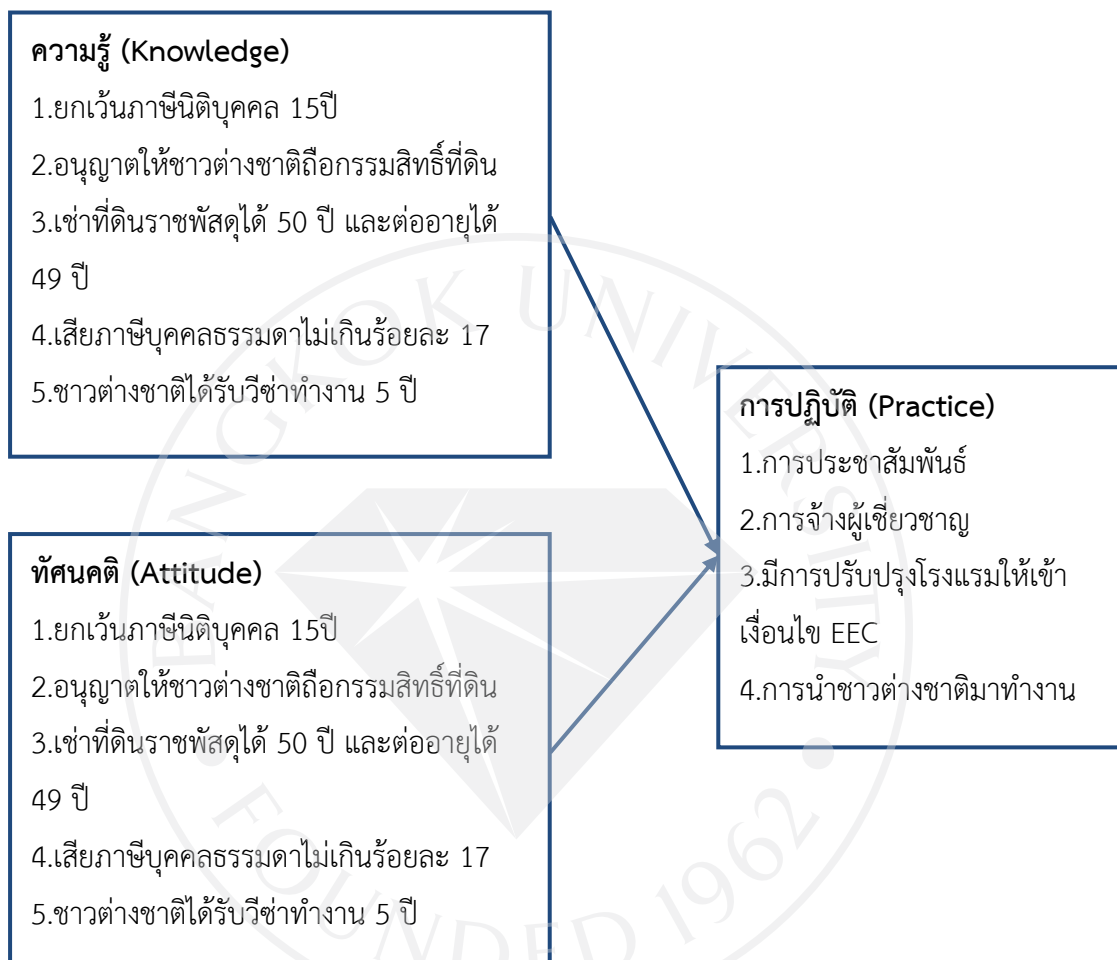 ความรู้ (Knowledge)
1.ยกเว้นภาษีนิติบุคคล 15ปี
2.อนุญาตให้ชาวต่างชาติถือกรรมสิทธิ์ที่ดิน
3.เช่าที่ดินราชพัสดุได้ 50 ปี และต่ออายุได้
49 ปี
4.เสียภาษีบุคคลธรรมดาไม่เกินร้อยละ 17
5.ชาวต่างชาติได้รับวีซ่าทำงาน 5 ปี
ทัศนคติ (Attitude)
1.ยกเว้นภาษีนิติบุคคล 15ปี
2.อนุญาตให้ชาวต่างชาติถือกรรมสิทธิ์ที่ดิน
3.เช่าที่ดินราชพัสดุได้ 50 ปี และต่ออายุได้
49 ปี
4.เสียภาษีบุคคลธรรมดาไม่เกินร้อยละ 17
5.ชาวต่างชาติได้รับวีซ่าทำงาน 5 ปี
การปฏิบัติ (Practice)
1.การประชาสัมพันธ์
2.การจ้างผู้เชี่ยวชาญ
3.มีการปรับปรุงโรงแรมให้เข้า
เงื่อนไข EEC
4.การนำชาวต่างชาติมาทำงาน
BANGKOK UNIVERSITY
FOUNDED 1962